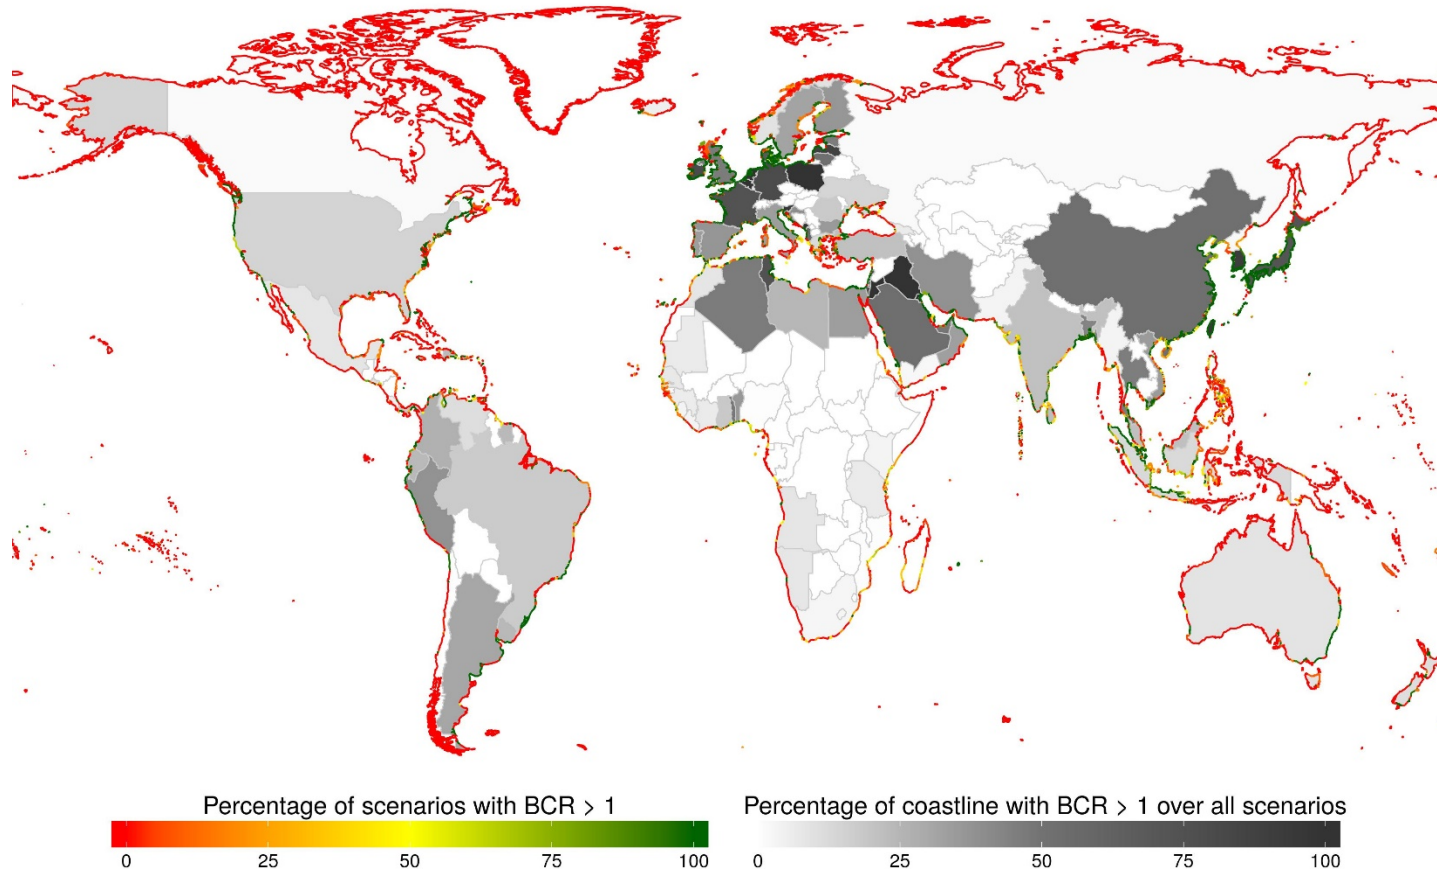 Percentage of scenarios with BCR > 1
0 25 50 75 100
Percentage of coastline with BCR > 1 over all scenarios
0 25 50 75 100